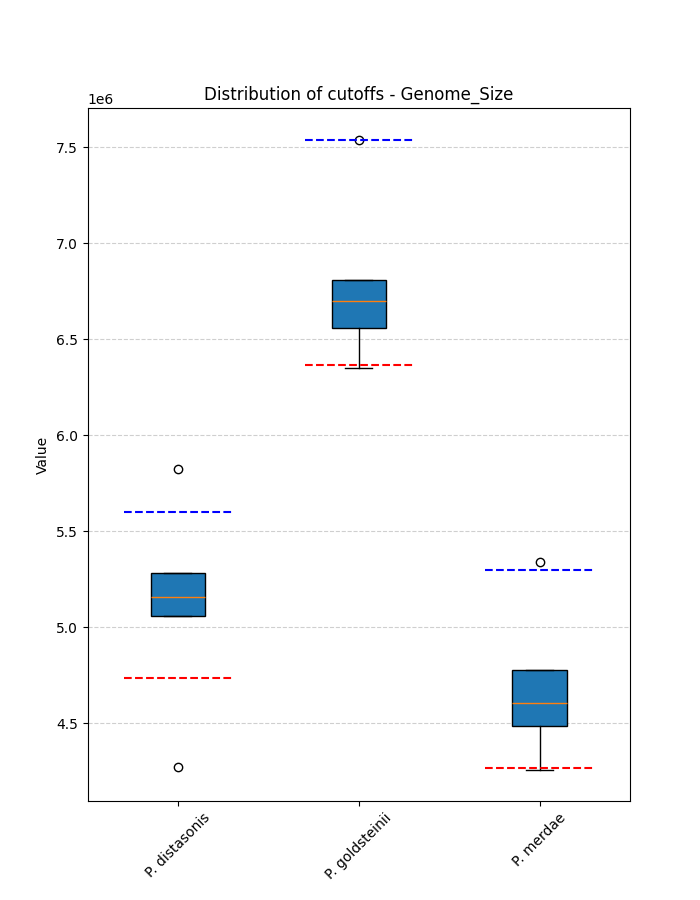 Distribution of cutoffs - Genome_Size
1e6
7.5
7.0
6.5
6.0
5.5
5.0
4.5
Value
P. distasonis
P. goldsteinii
P. merdae